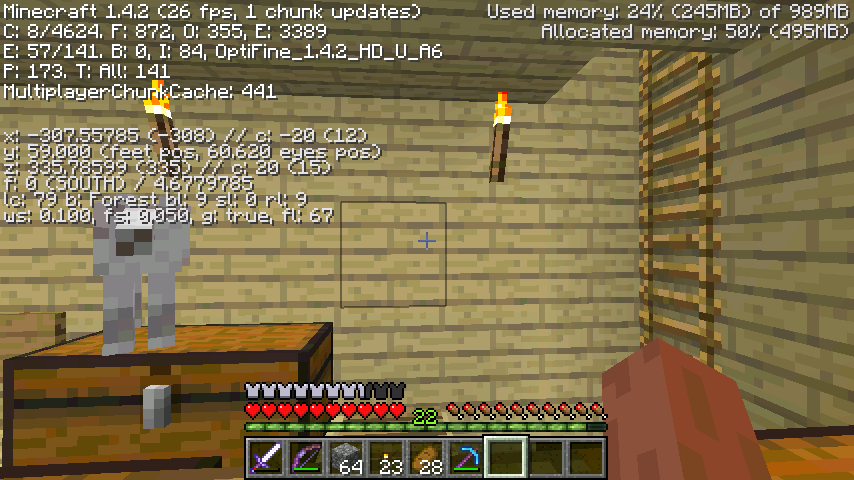 Minecraft 1.4.2 (26 fps, 1 chunk updates)
Used memory: 24% (245MB) of 989MB
C: 8/4624. F: 872, O: 355, E: 3389
Allocated memory: 50% (495MB)
E: 57/141. B: 0, I: 84, OptiFine_1.4.2_HD_U_A6
P: 173. T: All: 141
MultiplayerChunkCache: 441
x: -307.55785 (-308) // c: -20 (12)
y: 59.000 (feet pos, 60.620 eyes pos)
z: 335.78599 (335) // c: 20 (15)
f: 0 (SOUTH) / 4.6779785
lc: 79 b: Forest bl: 9 sl: 0 rl: 9
ws: 0.100, fs: 0.050, g: true, fl: 67
22
64
23
28